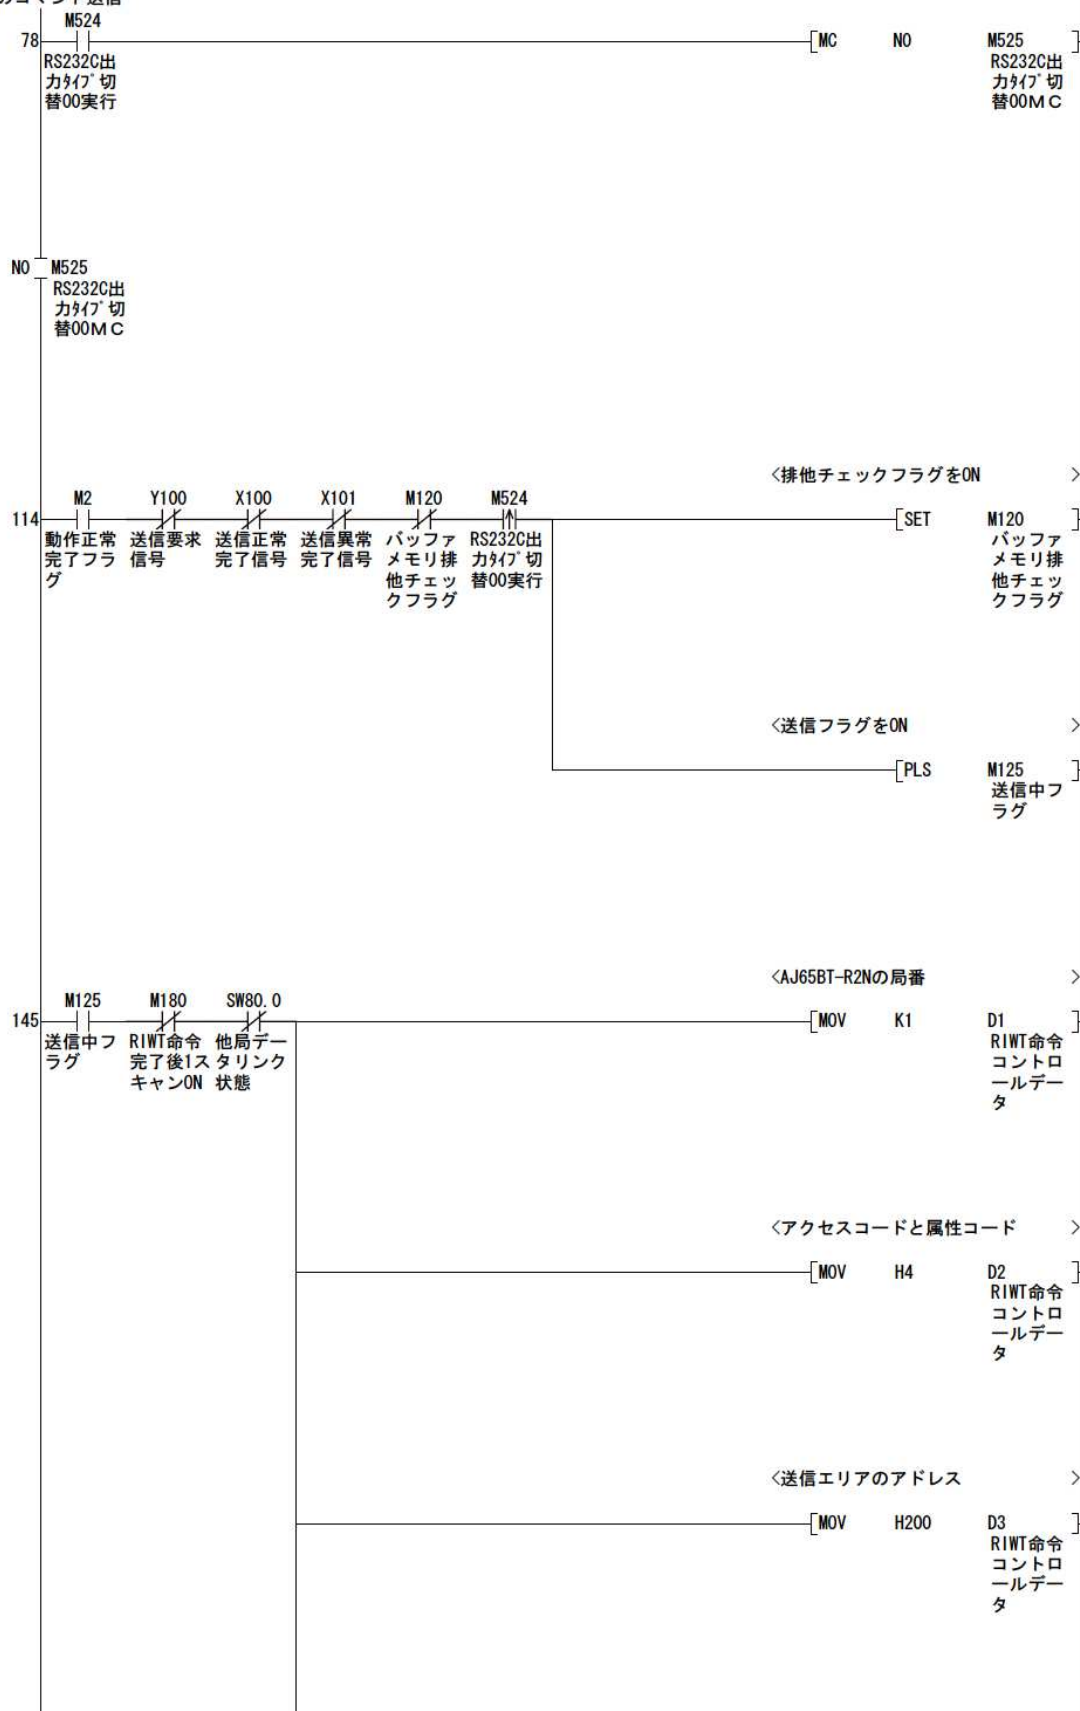 のコマンド送信
M524
78 [MC N0 M525 ]
RS232C出
力ﾀｲﾌﾟ切
替00実行
RS232C出
力ﾀｲﾌﾟ切
替00ＭＣ
N0 M525
RS232C出
力ﾀｲﾌﾟ切
替00ＭＣ
<排他チェックフラグをON >
M2 Y100 X100 X101 M120 M524
114 [SET M120 ]
動作正常
完了フラ
グ
送信要求
信号
送信正常
完了信号
送信異常
完了信号
バッファ
メモリ排
他チェッ
クフラグ
RS232C出
力ﾀｲﾌﾟ切
替00実行
バッファ
メモリ排
他チェッ
クフラグ
<送信フラグをON >
[PLS M125 ]
送信中フ
ラグ
<AJ65BT-R2Nの局番 >
M125 M180 SW80.0
145 [MOV K1 D1 ]
送信中フ
ラグ
RIWT命令
完了後1ス
キャンON
他局デー
タリンク
状態
RIWT命令
コントロ
ールデー
タ
<アクセスコードと属性コード >
[MOV H4 D2 ]
RIWT命令
コントロ
ールデー
タ
<送信エリアのアドレス >
[MOV H200 D3 ]
RIWT命令
コントロ
ールデー
タ